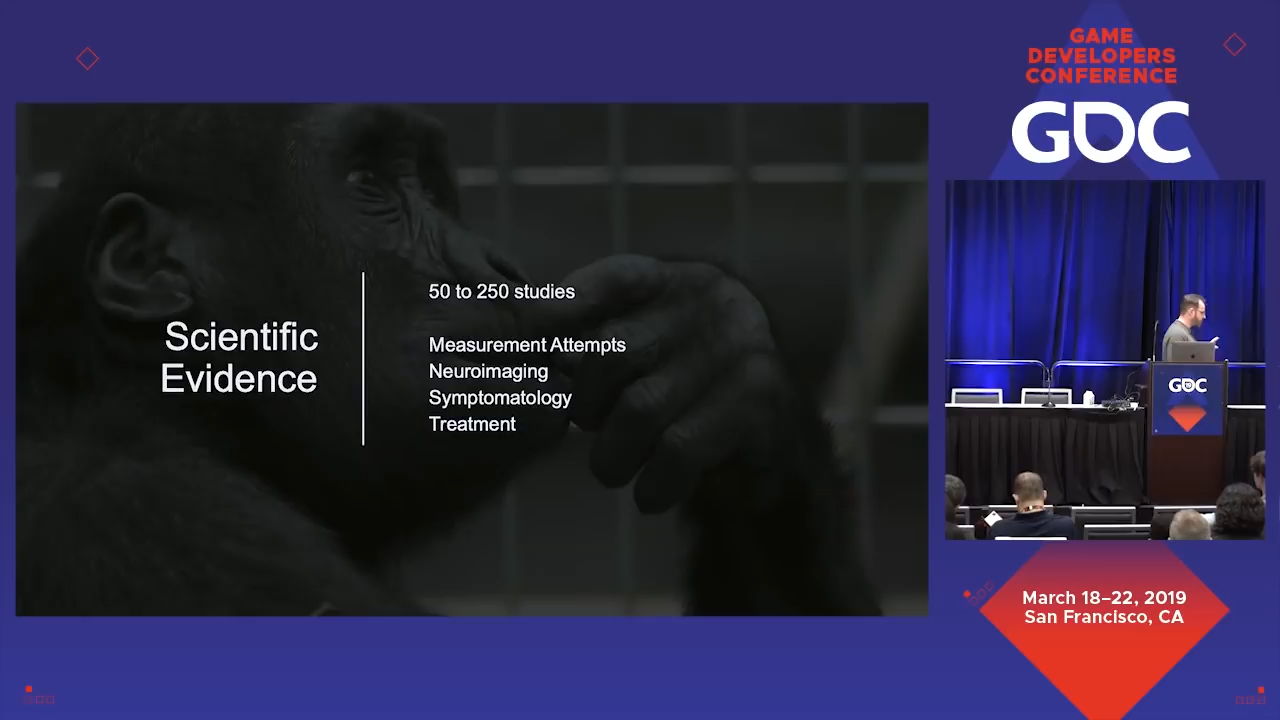 Scientific
Evidence
50 to 250 studies
Measurement Attempts
Neuroimaging
Symptomatology
Treatment
GAME
DEVELOPERS
CONFERENCE
GDC
GDC
March 18–22, 2019
San Francisco, CA